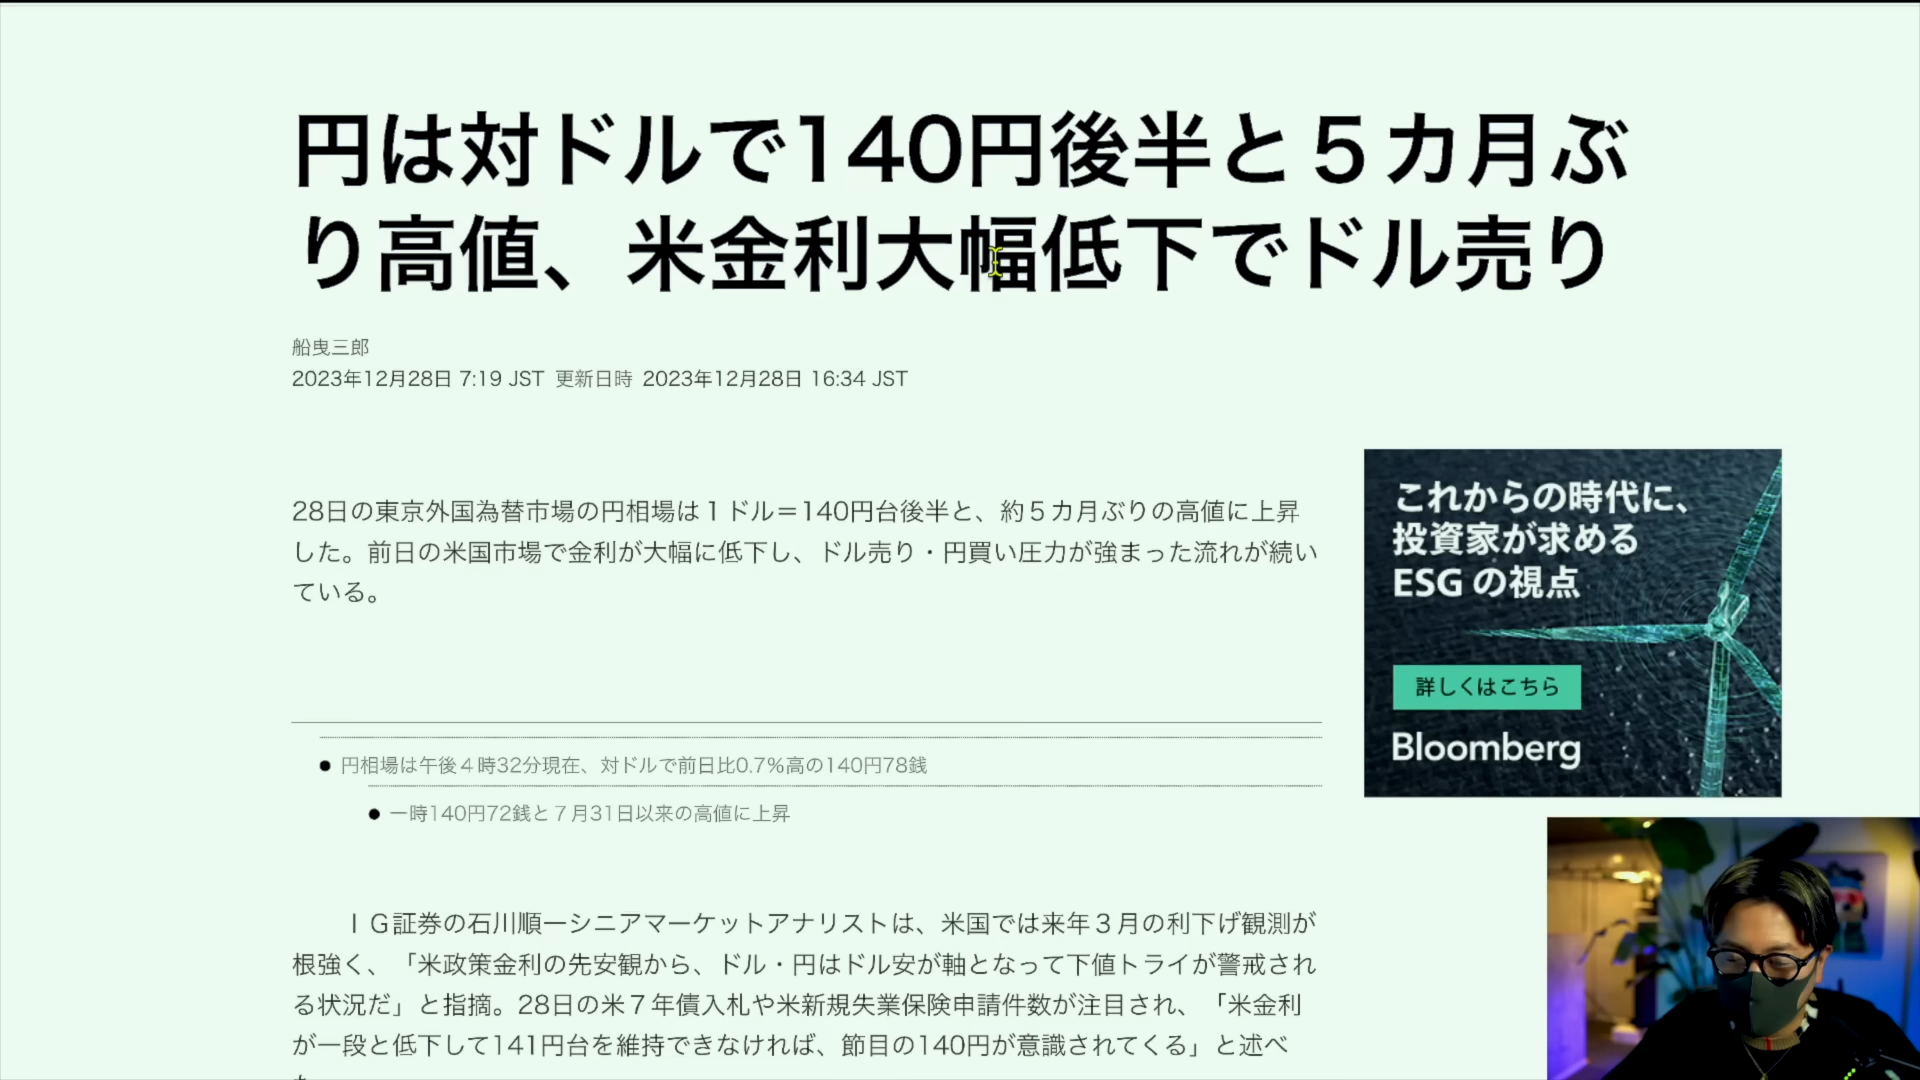 円は対ドルで140円後半と５カ月ぶ
り高値、米金利大幅低下でドル売り
船曳三郎
2023年12月28日 7:19 JST 更新日時 2023年12月28日 16:34 JST
28日の東京外国為替市場の円相場は１ドル＝140円台後半と、約５カ月ぶりの高値に上昇
した。前日の米国市場で金利が大幅に低下し、ドル売り・円買い圧力が強まった流れが続い
ている。
これからの時代に、
投資家が求める
ESG の視点
詳しくはこちら
Bloomberg
● 円相場は午後４時32分現在、対ドルで前日比0.7％高の140円78銭
● 一時140円72銭と７月31日以来の高値に上昇
ＩＧ証券の石川順一シニアマーケットアナリストは、米国では来年３月の利下げ観測が
根強く、「米政策金利の先安観から、ドル・円はドル安が軸となって下値トライが警戒され
る状況だ」と指摘。28日の米７年債入札や米新規失業保険申請件数が注目され、「米金利
が一段と低下して141円台を維持できなければ、節目の140円が意識されてくる」と述べ